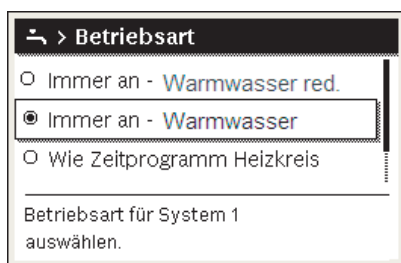 > Betriebsart
Immer an - Warmwasser red.
Immer an - Warmwasser
Wie Zeitprogramm Heizkreis
Betriebsart für System 1
auswählen.